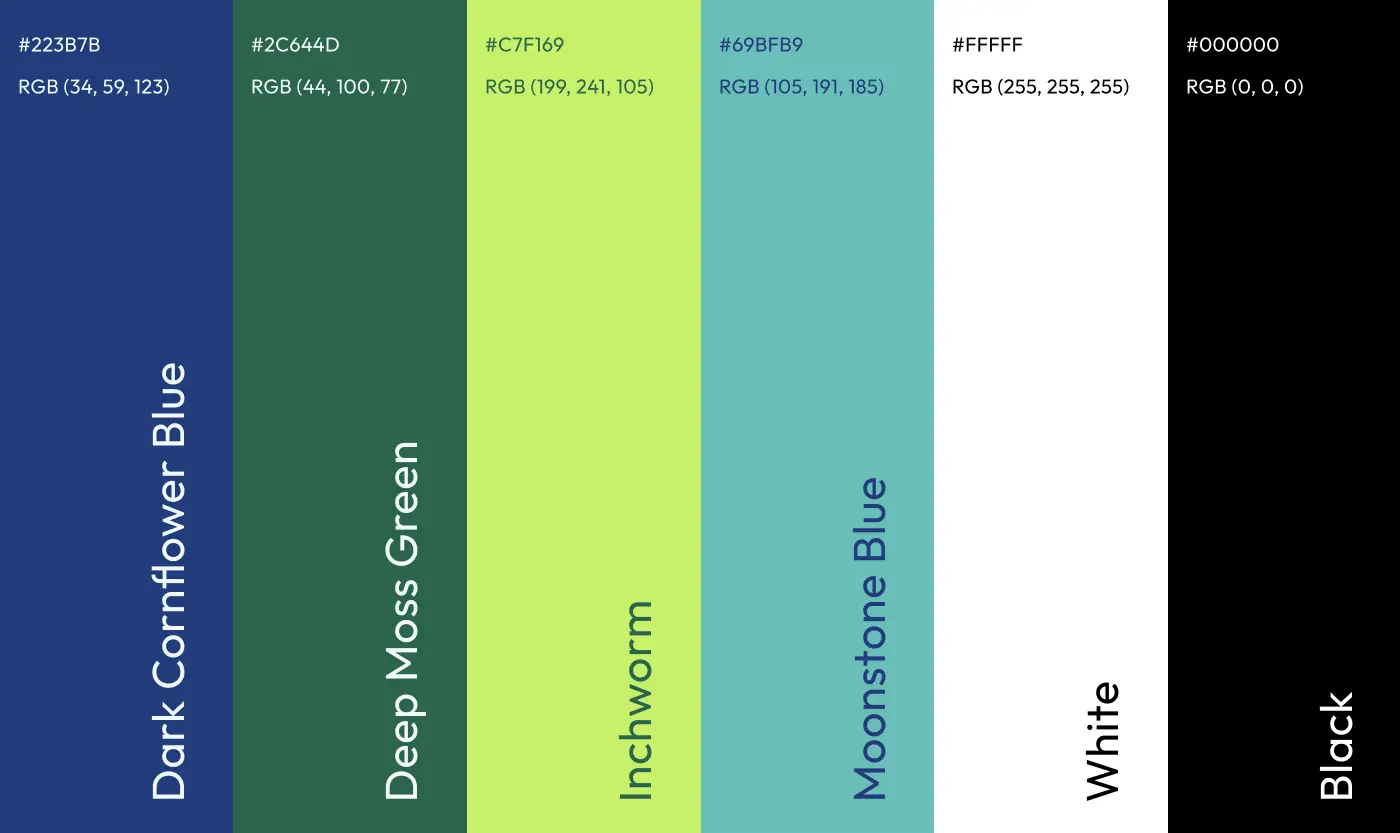 #223B7B
RGB (34, 59, 123)
Dark Cornflower Blue
#2C644D
RGB (44, 100, 77)
Deep Moss Green
#C7F169
RGB (199, 241, 105)
Inchworm
#69BFB9
RGB (105, 191, 185)
Moonstone Blue
#FFFFF
RGB (255, 255, 255)
White
#000000
RGB (0, 0, 0)
Black